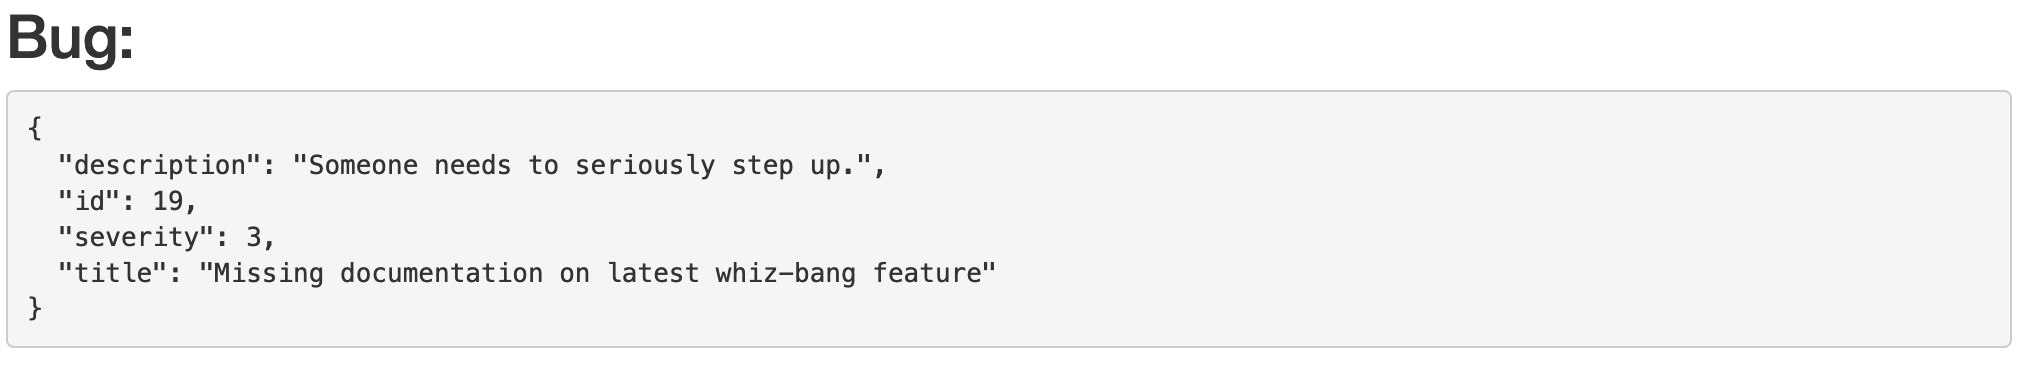 Bug:
{
  "description": "Someone needs to seriously step up.",
  "id": 19,
  "severity": 3,
  "title": "Missing documentation on latest whiz-bang feature"
}